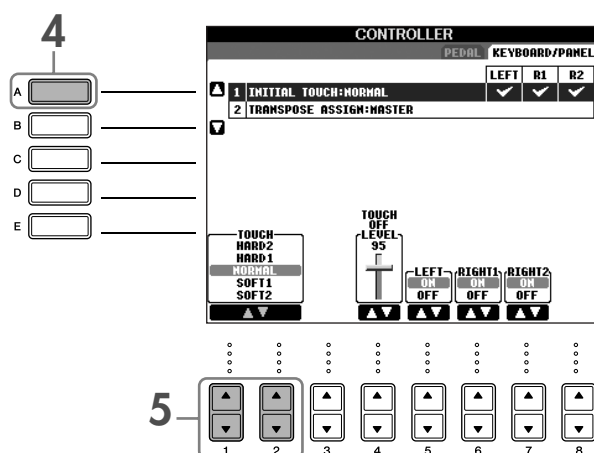 4
CONTROLLER
PEDAL KEYBOARD/PANEL
LEFT R1 R2
A
1 INITIAL TOUCH:NORMAL
2 TRANSPOSE ASSIGN:MASTER
B
C
D
E
TOUCH
HARD2
HARD1
NORMAL
SOFT1
SOFT2
TOUCH
OFF
LEVEL
95
LEFT
ON
OFF
RIGHT1
ON
OFF
RIGHT2
ON
OFF
5
1 2 3 4 5 6 7 8